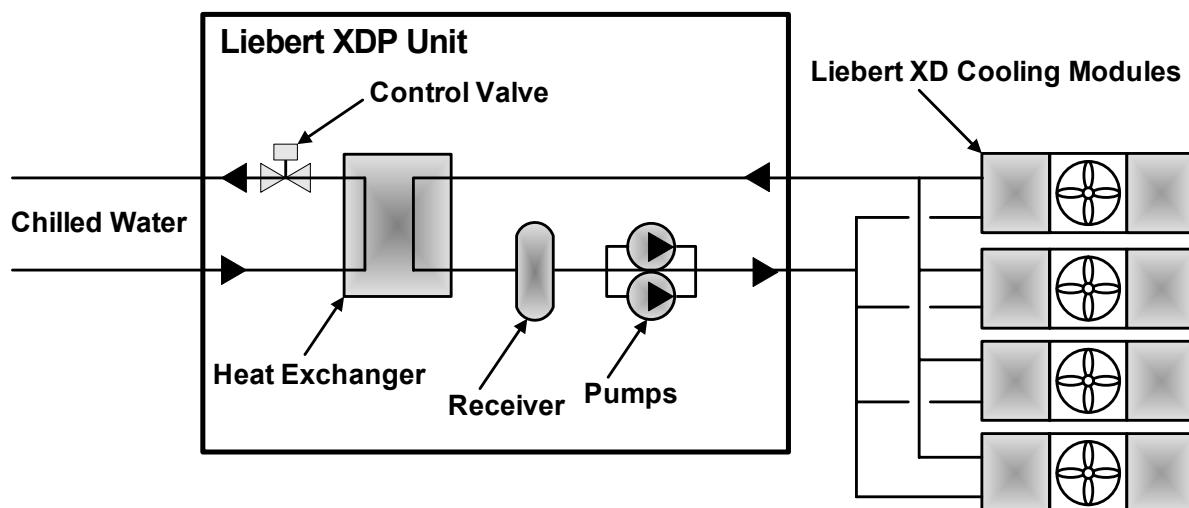 Liebert XDP Unit
Liebert XD Cooling Modules
Control Valve
Chilled Water
Heat Exchanger
Receiver
Pumps